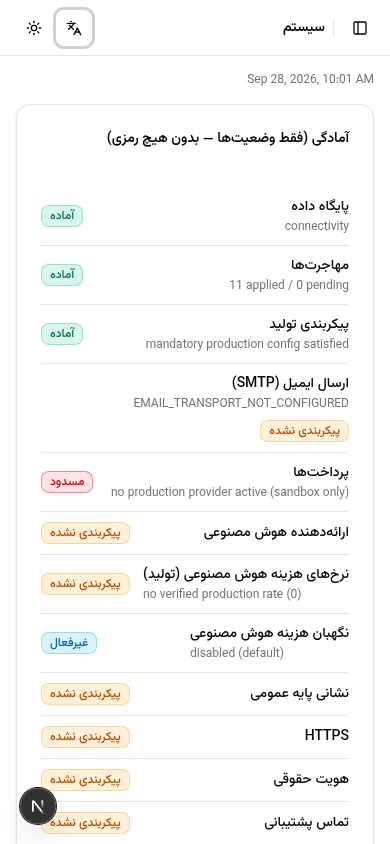 سیستم
Sep 28, 2026, 10:01 AM
آمادگی (فقط وضعیت‌ها — بدون هیچ رمزی)
پایگاه داده
connectivity
آماده
مهاجرت‌ها
11 applied / 0 pending
آماده
پیکربندی تولید
mandatory production config satisfied
آماده
ارسال ایمیل (SMTP)
EMAIL_TRANSPORT_NOT_CONFIGURED
پیکربندی نشده
پرداخت‌ها
no production provider active (sandbox only)
مسدود
ارائه‌دهنده هوش مصنوعی
پیکربندی نشده
نرخ‌های هزینه هوش مصنوعی (تولید)
no verified production rate (0)
پیکربندی نشده
نگهبان هزینه هوش مصنوعی
disabled (default)
غیرفعال
نشانی پایه عمومی
پیکربندی نشده
HTTPS
پیکربندی نشده
هویت حقوقی
پیکربندی نشده
تماس پشتیبانی
پیکربندی نشده
N